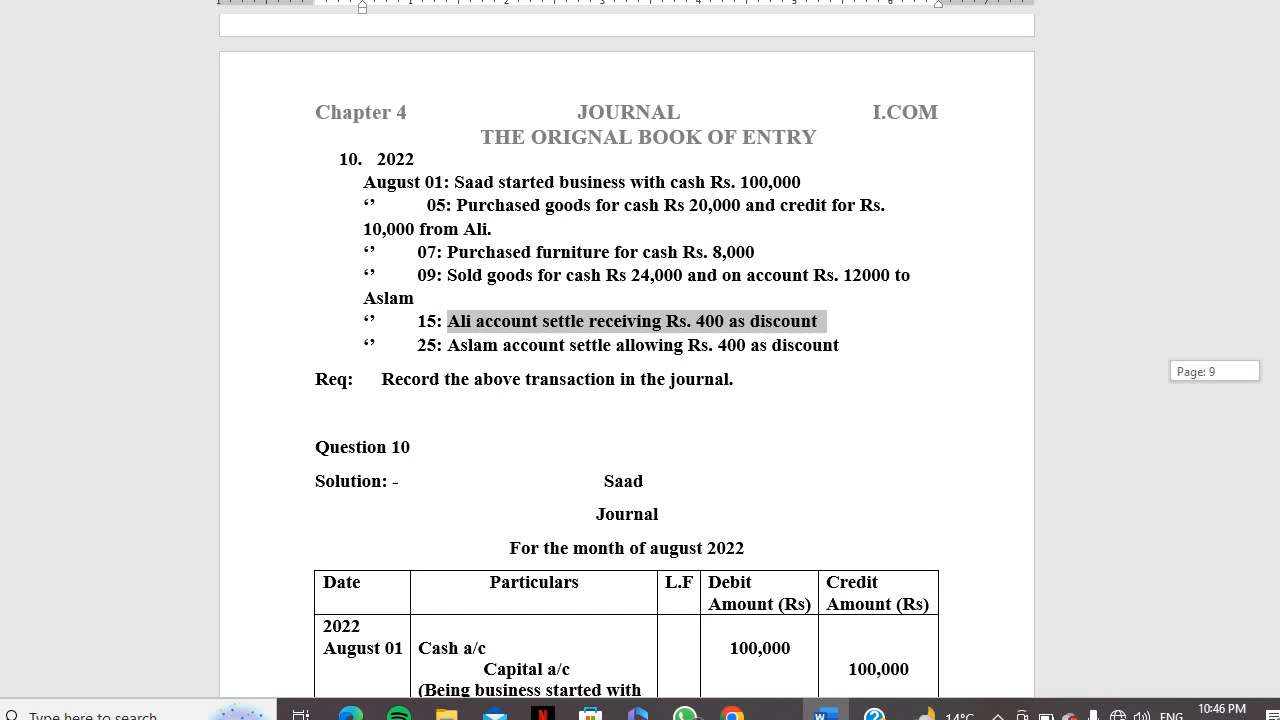 Chapter 4 JOURNAL I.COM
THE ORIGNAL BOOK OF ENTRY
10. 2022
August 01: Saad started business with cash Rs. 100,000
‘’ 05: Purchased goods for cash Rs 20,000 and credit for Rs.
10,000 from Ali.
‘’ 07: Purchased furniture for cash Rs. 8,000
‘’ 09: Sold goods for cash Rs 24,000 and on account Rs. 12000 to
Aslam
‘’ 15: Ali account settle receiving Rs. 400 as discount
‘’ 25: Aslam account settle allowing Rs. 400 as discount
Req: Record the above transaction in the journal.
Page: 9
Question 10
Solution: - Saad
Journal
For the month of august 2022
Date Particulars L.F Debit Credit
Amount (Rs) Amount (Rs)
2022
August 01 Cash a/c 100,000
Capital a/c 100,000
(Being business started with
Type here to search 14°C ENG 10:46 PM